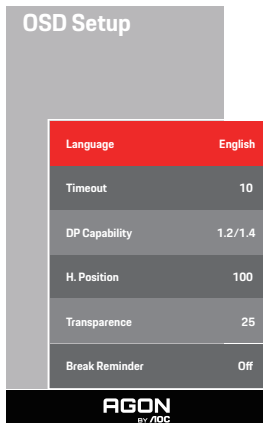 OSD Setup
Language English
Timeout 10
DP Capability 1.2/1.4
H. Position 100
Transparence 25
Break Reminder Off
AGON
BY AOC